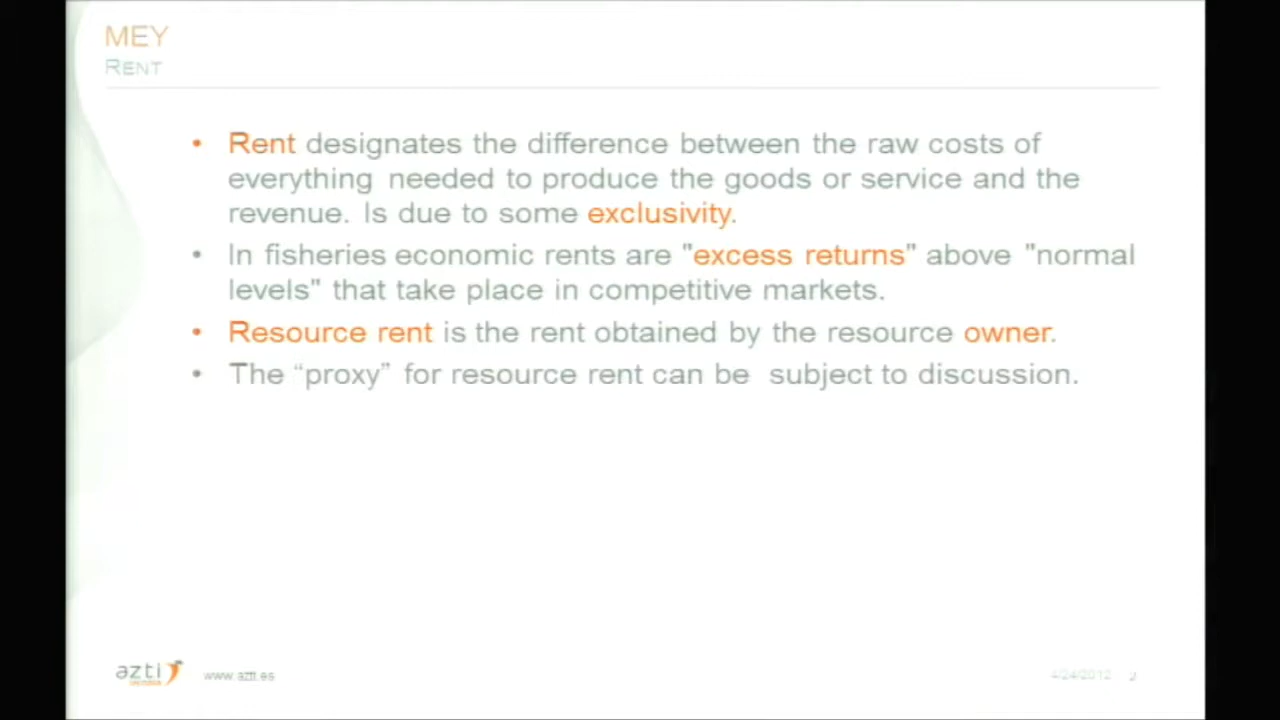 MEY
RENT
• Rent designates the difference between the raw costs of
everything needed to produce the goods or service and the
revenue. Is due to some exclusivity.
• In fisheries economic rents are "excess returns" above "normal
levels" that take place in competitive markets.
• Resource rent is the rent obtained by the resource owner.
• The “proxy” for resource rent can be subject to discussion.
azti
www.azti.es
4/24/2012 2